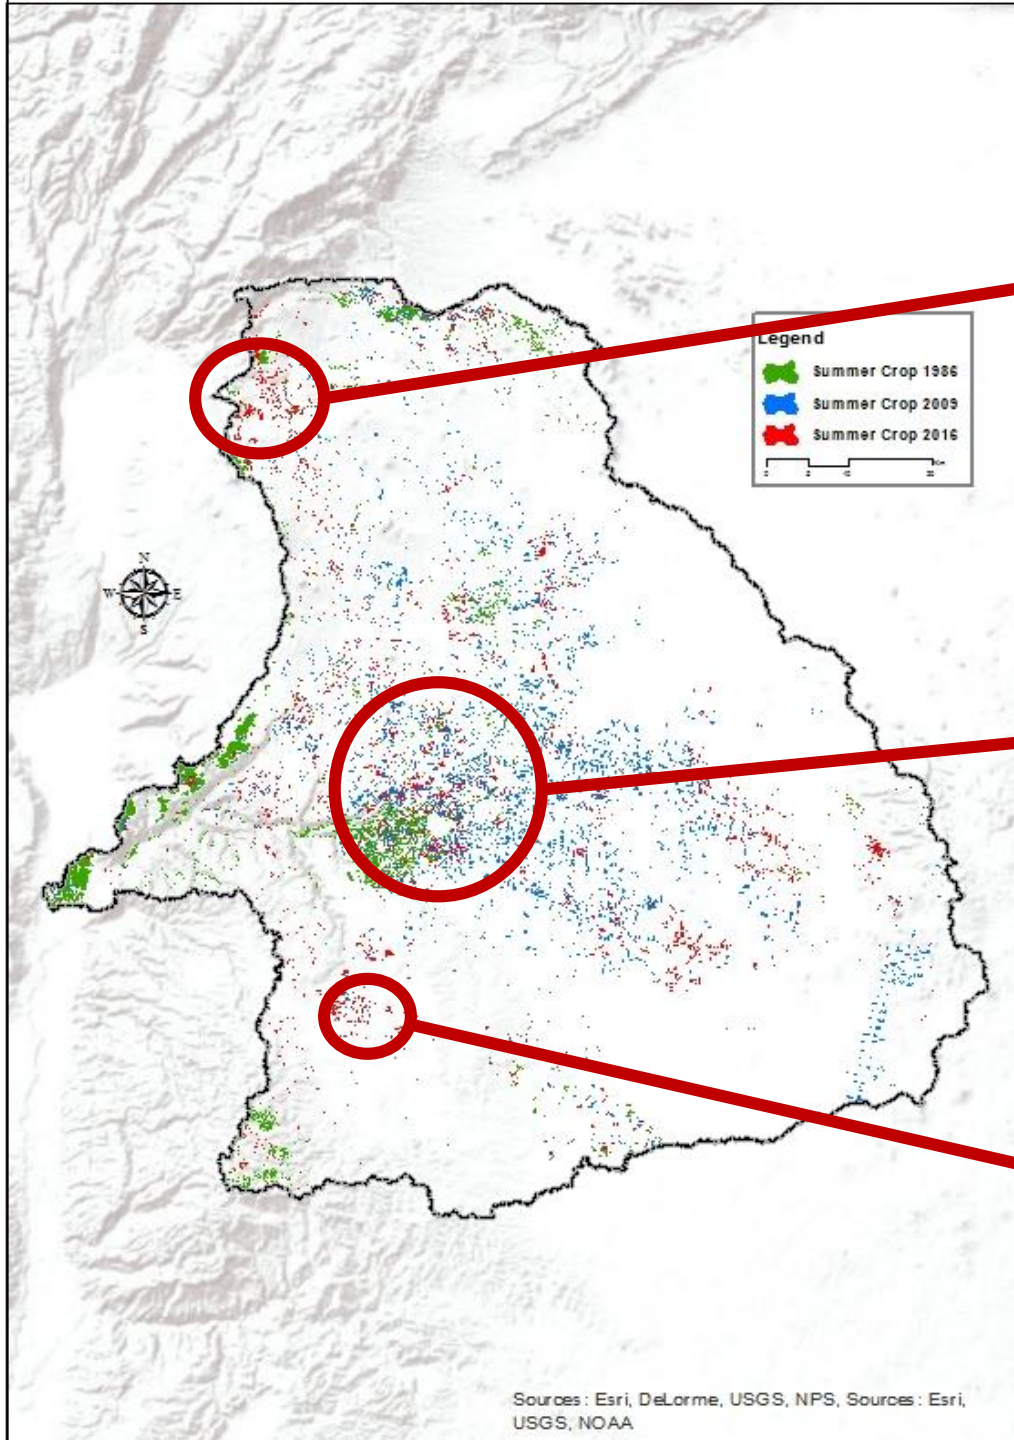 Legend
Summer Crop 1986
Summer Crop 2009
Summer Crop 2016
N
W
E
S
Sources: Esri, DeLorme, USGS, NPS, Sources: Esri,
USGS, NOAA